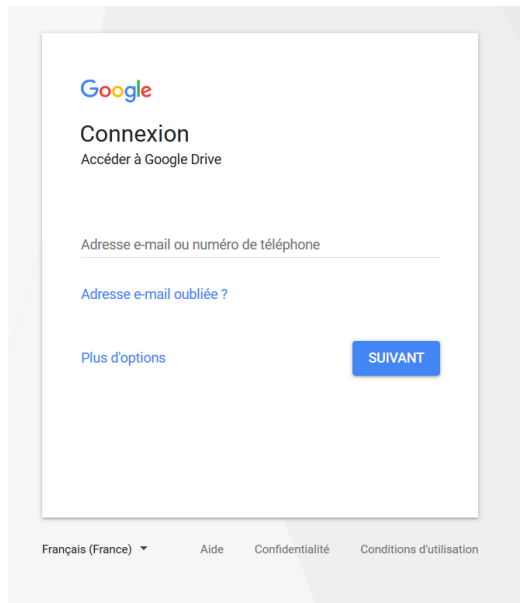 Google
Connexion
Accéder à Google Drive
Adresse e-mail ou numéro de téléphone
Adresse e-mail oubliée ?
Plus d'options
SUIVANT
Français (France)
Aide
Confidentialité
Conditions d'utilisation